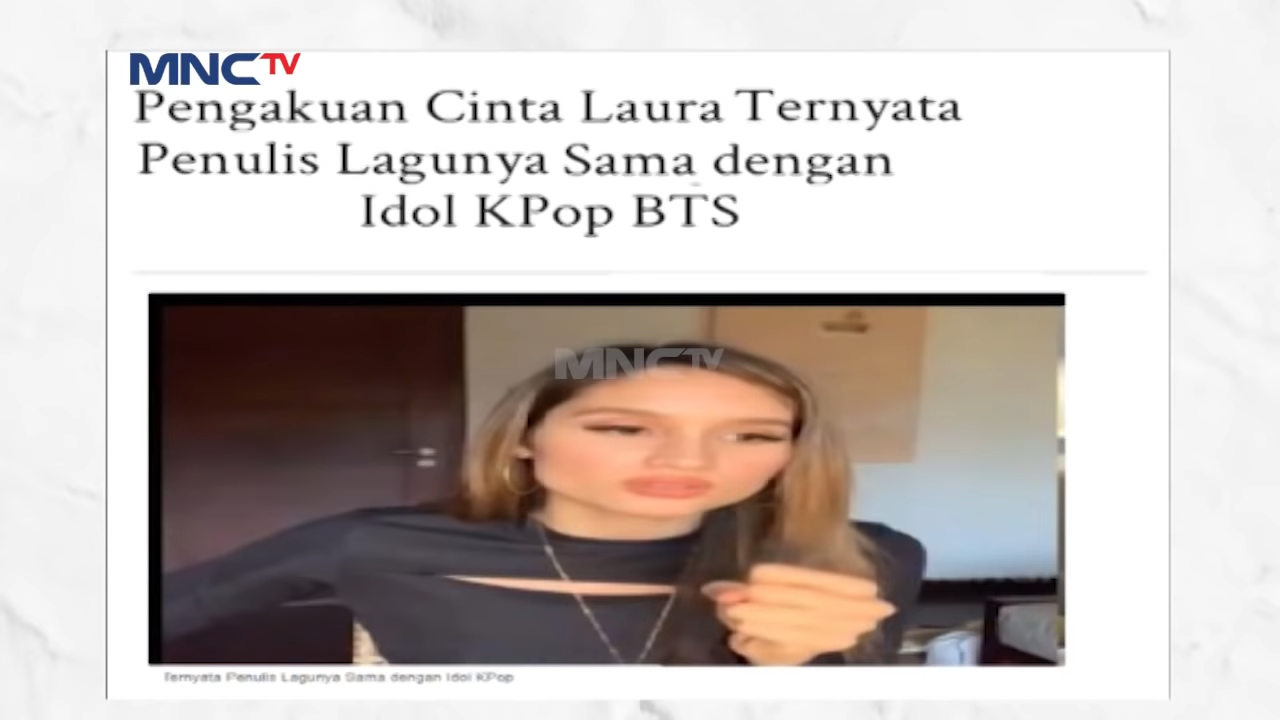 MNCTV
Pengakuan Cinta Laura Ternyata
Penulis Lagunya Sama dengan
Idol KPop BTS
MNCTV
Ternyata Penulis Lagunya Sama dengan Idol KPop